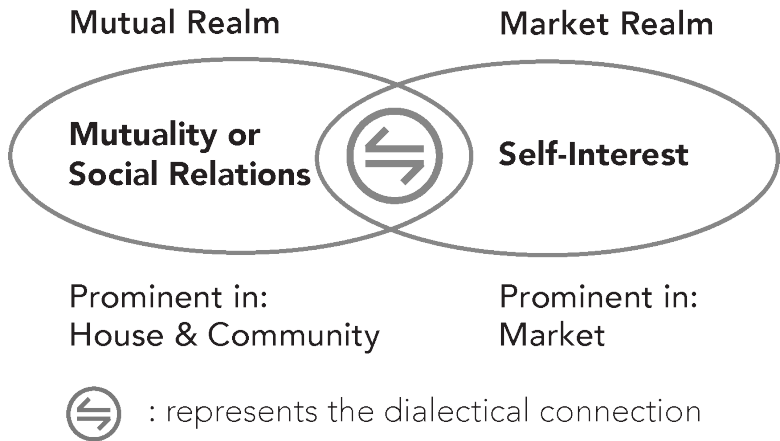 Mutual Realm
Market Realm
Mutuality or
Social Relations
Self-Interest
Prominent in:
House & Community
Prominent in:
Market
: represents the dialectical connection